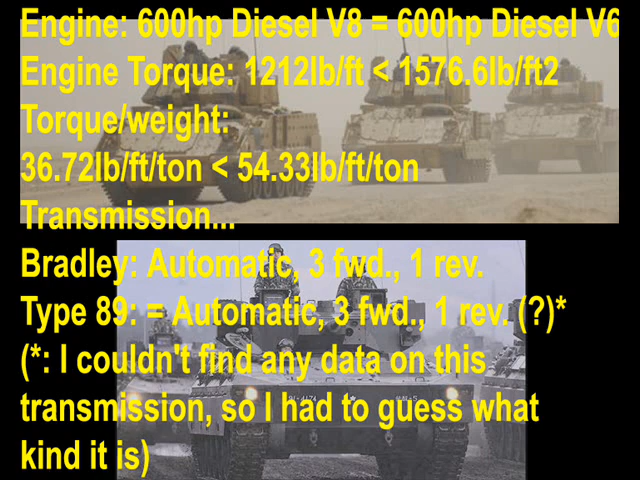 Engine: 600hp Diesel V8 = 600hp Diesel V6
Engine Torque: 1212lb/ft < 1576.6lb/ft2
Torque/weight:
36.72lb/ft/ton < 54.33lb/ft/ton
Transmission...
Bradley: Automatic, 3 fwd., 1 rev.
Type 89: = Automatic, 3 fwd., 1 rev. (?)*
(*: I couldn't find any data on this
transmission, so I had to guess what
kind it is)